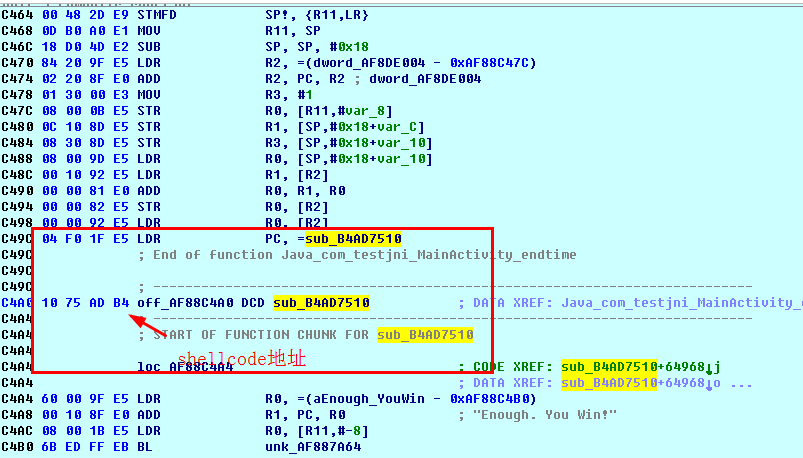 C464 00 48 2D E9 STMFD SP!, {R11,LR}
C468 0D B0 A0 E1 MOV R11, SP
C46C 18 D0 4D E2 SUB SP, SP, #0x18
C470 84 20 9F E5 LDR R2, =(dword_AF8DE004 - 0xAF88C47C)
C474 02 20 8F E0 ADD R2, PC, R2 ; dword_AF8DE004
C478 01 30 00 E3 MOV R3, #1
C47C 08 00 0B E5 STR R0, [R11,#var_8]
C480 0C 10 8D E5 STR R1, [SP,#0x18+var_C]
C484 08 30 8D E5 STR R3, [SP,#0x18+var_10]
C488 08 00 9D E5 LDR R0, [SP,#0x18+var_10]
C48C 00 10 92 E5 LDR R1, [R2]
C490 00 00 81 E0 ADD R0, R1, R0
C494 00 00 82 E5 STR R0, [R2]
C498 00 00 92 E5 LDR R0, [R2]
C49C 04 F0 1F E5 LDR PC, =sub_B4AD7510
C49C ; End of function Java_com_testjni_MainActivity_endtime
C49C
C49C ; ---------------------------------------------------------------------------
C4A0 10 75 AD B4 off_AF88C4A0 DCD sub_B4AD7510 ; DATA XREF: Java_com_testjni_MainActivity_
C4A4 ; ---------------------------------------------------------------------------
C4A4 ; START OF FUNCTION CHUNK FOR sub_B4AD7510
shellcode地址
C4A4
C4A4 loc_AF88C4A4 ; CODE XREF: sub_B4AD7510+64968↓j
C4A4 ; DATA XREF: sub_B4AD7510+64968↓o ...
C4A4 60 00 9F E5 LDR R0, =(aEnough_YouWin - 0xAF88C4B0)
C4A8 00 10 8F E0 ADD R1, PC, R0 ; "Enough. You Win!"
C4AC 08 00 1B E5 LDR R0, [R11,#-8]
C4B0 6B ED FF EB BL unk_AF887A64